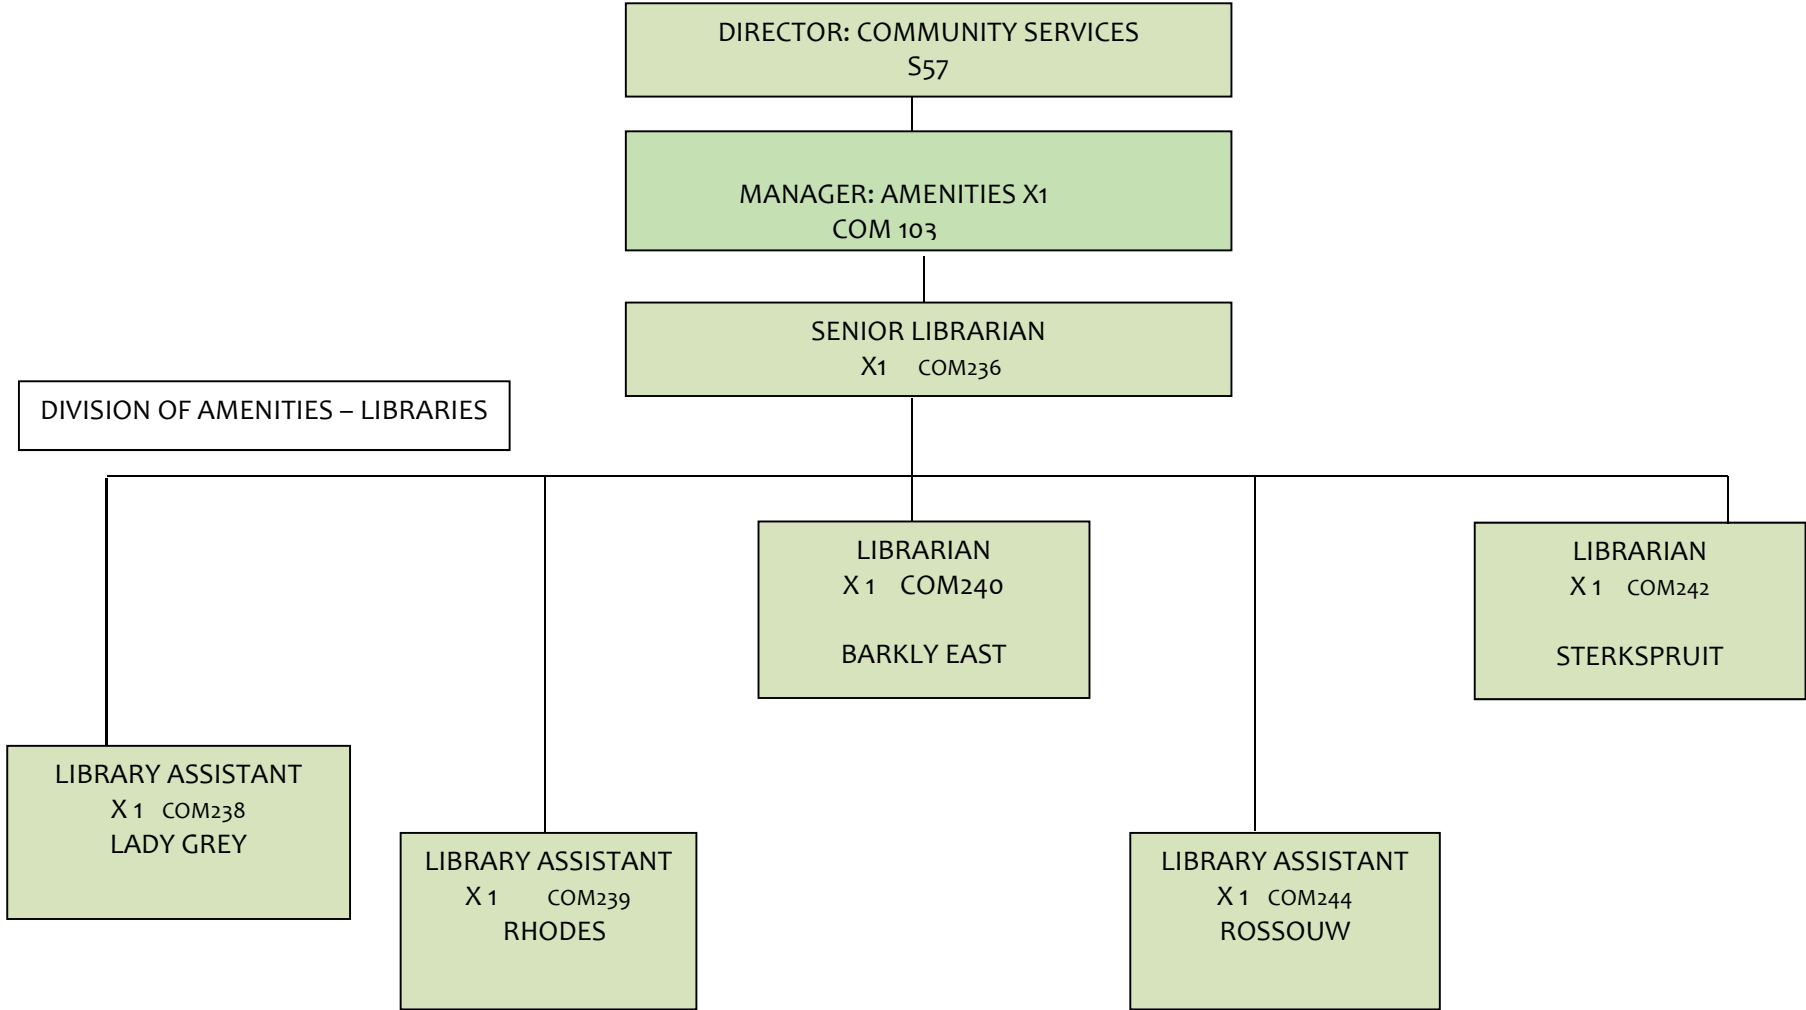 DIRECTOR: COMMUNITY SERVICES
S57
MANAGER: AMENITIES X1
COM 103
SENIOR LIBRARIAN
X1 COM236
DIVISION OF AMENITIES – LIBRARIES
LIBRARIAN
X 1 COM240
BARKLY EAST
LIBRARIAN
X 1 COM242
STERKSPRUIT
LIBRARY ASSISTANT
X 1 COM238
LADY GREY
LIBRARY ASSISTANT
X 1 COM239
RHODES
LIBRARY ASSISTANT
X 1 COM244
ROSSOUW